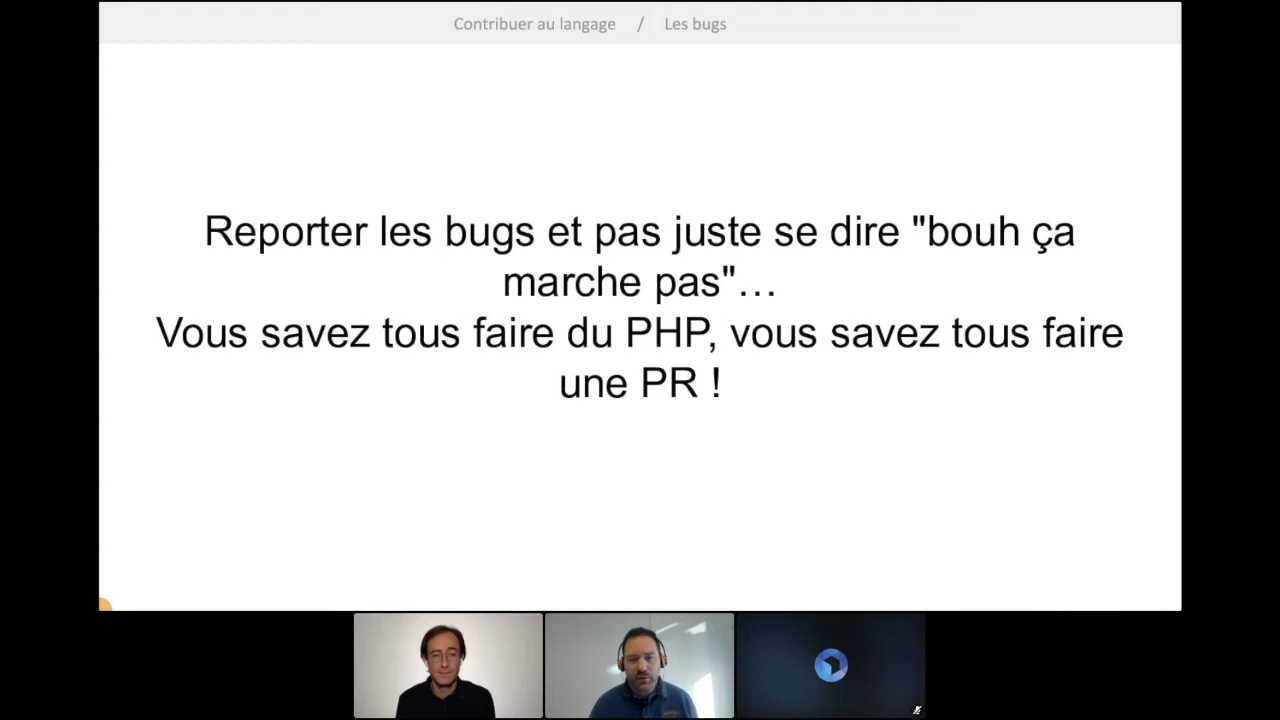 Contribuer au langage / Les bugs
Reporter les bugs et pas juste se dire "bouh ça
marche pas"…
Vous savez tous faire du PHP, vous savez tous faire
une PR !